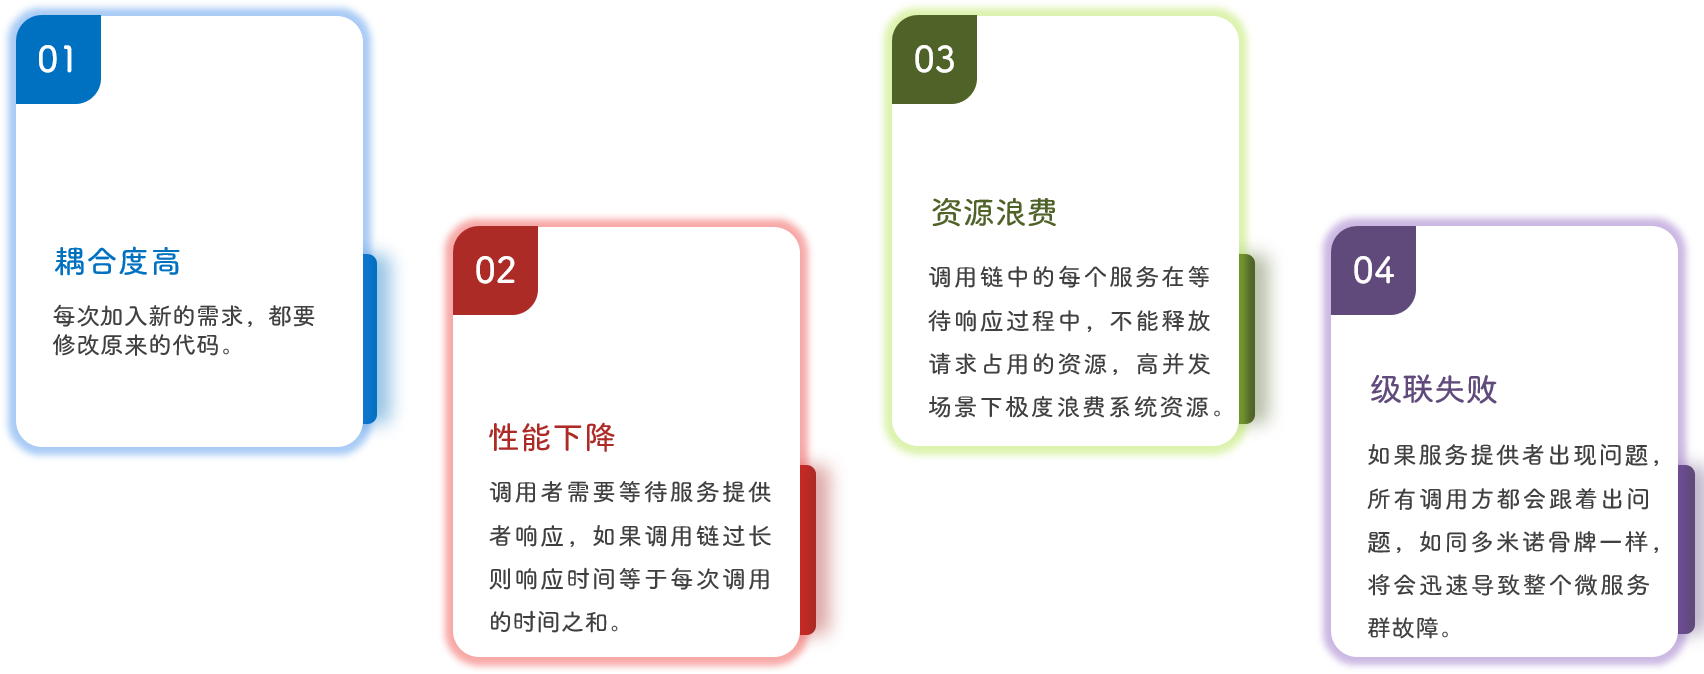 01
耦合度高
每次加入新的需求，都要
修改原来的代码。
02
性能下降
调用者需要等待服务提供
者响应，如果调用链过长
则响应时间等于每次调用
的时间之和。
03
资源浪费
调用链中的每个服务在等
待响应过程中，不能释放
请求占用的资源，高并发
场景下极度浪费系统资源。
04
级联失败
如果服务提供者出现问题，
所有调用方都会跟着出问
题，如同多米诺骨牌一样，
将会迅速导致整个微服务
群故障。